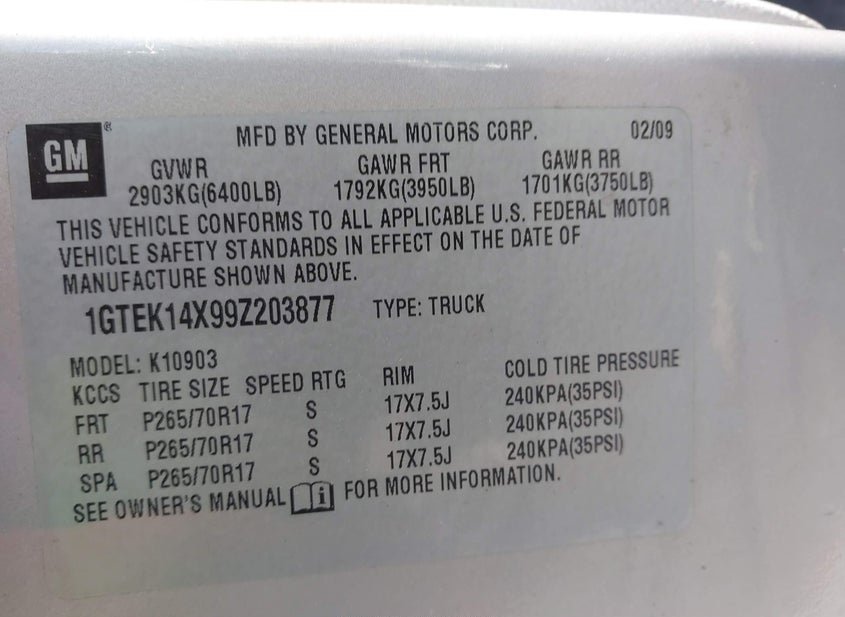 GM ® MFD BY GENERAL MOTORS CORP. 02/09
GVWR GAWR FRT GAWR RR
2903KG(6400LB) 1792KG(3950LB) 1701KG(3750LB)
THIS VEHICLE CONFORMS TO ALL APPLICABLE U.S. FEDERAL MOTOR
VEHICLE SAFETY STANDARDS IN EFFECT ON THE DATE OF
MANUFACTURE SHOWN ABOVE.
1GTEK14X99Z203877 TYPE: TRUCK
MODEL: K10903
KCCS TIRE SIZE SPEED RTG RIM COLD TIRE PRESSURE
FRT P265/70R17 S 17X7.5J 240KPA(35PSI)
RR P265/70R17 S 17X7.5J 240KPA(35PSI)
SPA P265/70R17 S 17X7.5J 240KPA(35PSI)
SEE OWNER'S MANUAL i FOR MORE INFORMATION.